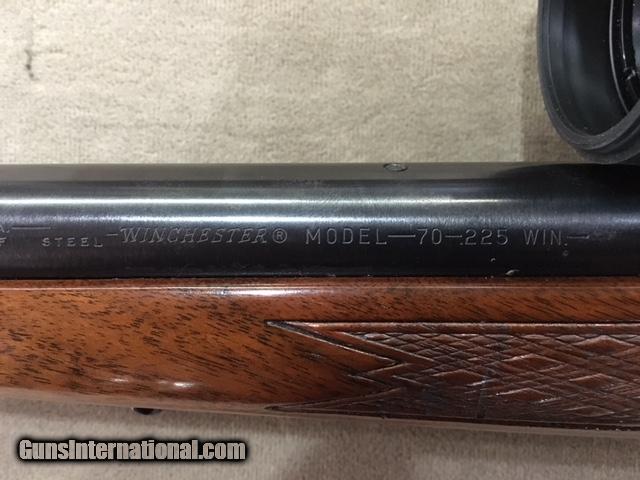 STEEL-WINCHESTER® MODEL-70-.225 WIN.-
GunsInternational.com